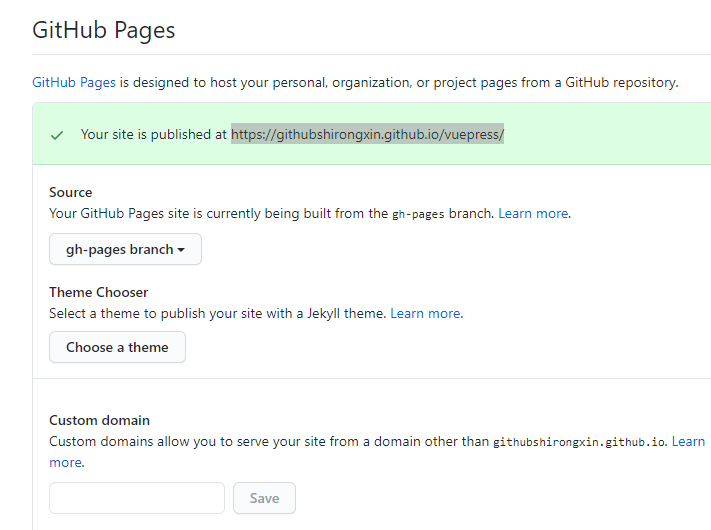 GitHub Pages
GitHub Pages is designed to host your personal, organization, or project pages from a GitHub repository.
Your site is published at https://githubshirongxin.github.io/vuepress/
Source
Your GitHub Pages site is currently being built from the gh-pages branch. Learn more.
gh-pages branch
Theme Chooser
Select a theme to publish your site with a Jekyll theme. Learn more.
Choose a theme
Custom domain
Custom domains allow you to serve your site from a domain other than githubshirongxin.github.io. Learn
more.
Save